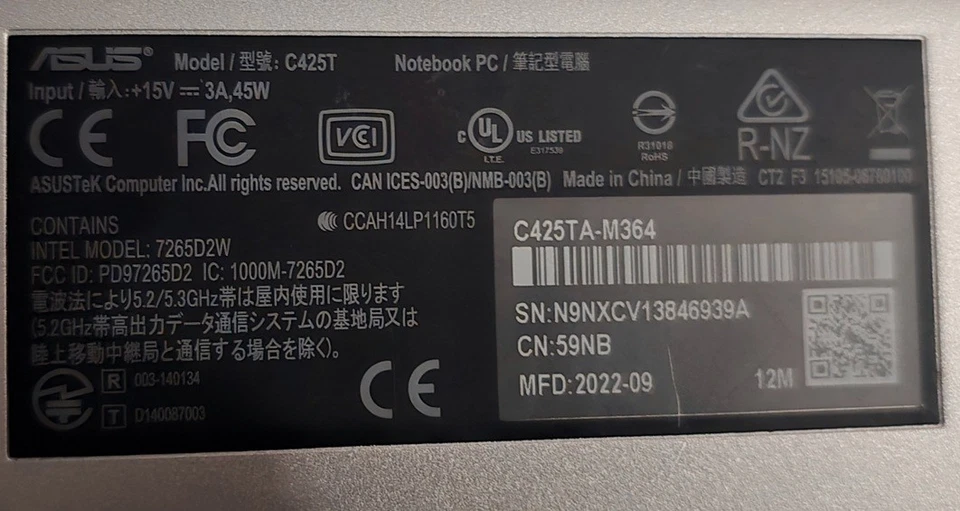 ASUS® Model / 型號: C425T Notebook PC / 筆記型電腦
Input / 輸入: +15V ⎓ 3A,45W
CE FC VCI c UL US LISTED R-NZ
I.T.E. E317539 R31018
RoHS
ASUSTeK Computer Inc.All rights reserved. CAN ICES-003(B)/NMB-003(B) Made in China / 中國製造 CT2 F3
CONTAINS
INTEL MODEL: 7265D2W
FCC ID: PD97265D2 IC: 1000M-7265D2
電波法により5.2/5.3GHz帯は屋内使用に限ります
(5.2GHz帯高出力データ通信システムの基地局又は
陸上移動中継局と通信する場合を除く)。
R 003-140134
T D140087003
CCAH14LP1160T5
CE
C425TA-M364
SN:N9NXCV13846939A
CN:59NB
MFD:2022-09 12M